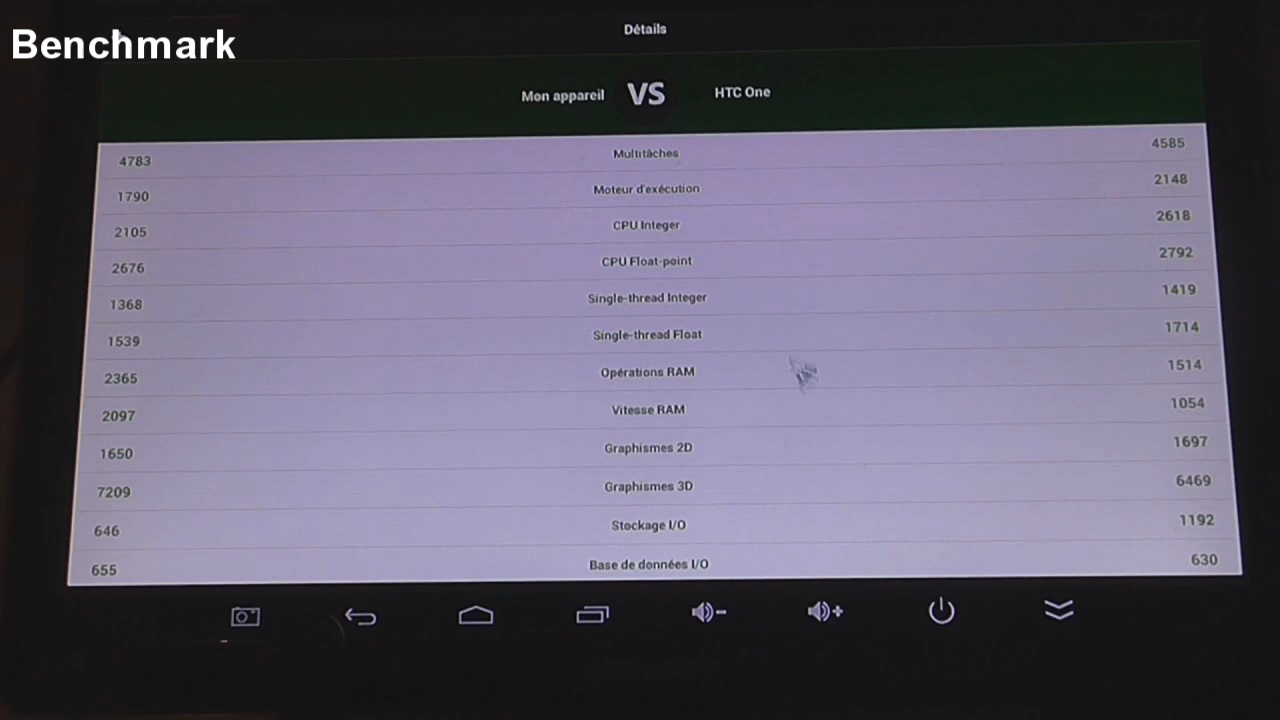 Benchmark
Détails
Mon appareil VS HTC One
4783 Multitâches 4585
1790 Moteur d'exécution 2148
2105 CPU Integer 2618
2676 CPU Float-point 2792
1368 Single-thread Integer 1419
1539 Single-thread Float 1714
2365 Opérations RAM 1514
2097 Vitesse RAM 1054
1650 Graphismes 2D 1697
7209 Graphismes 3D 6469
646 Stockage I/O 1192
655 Base de données I/O 630